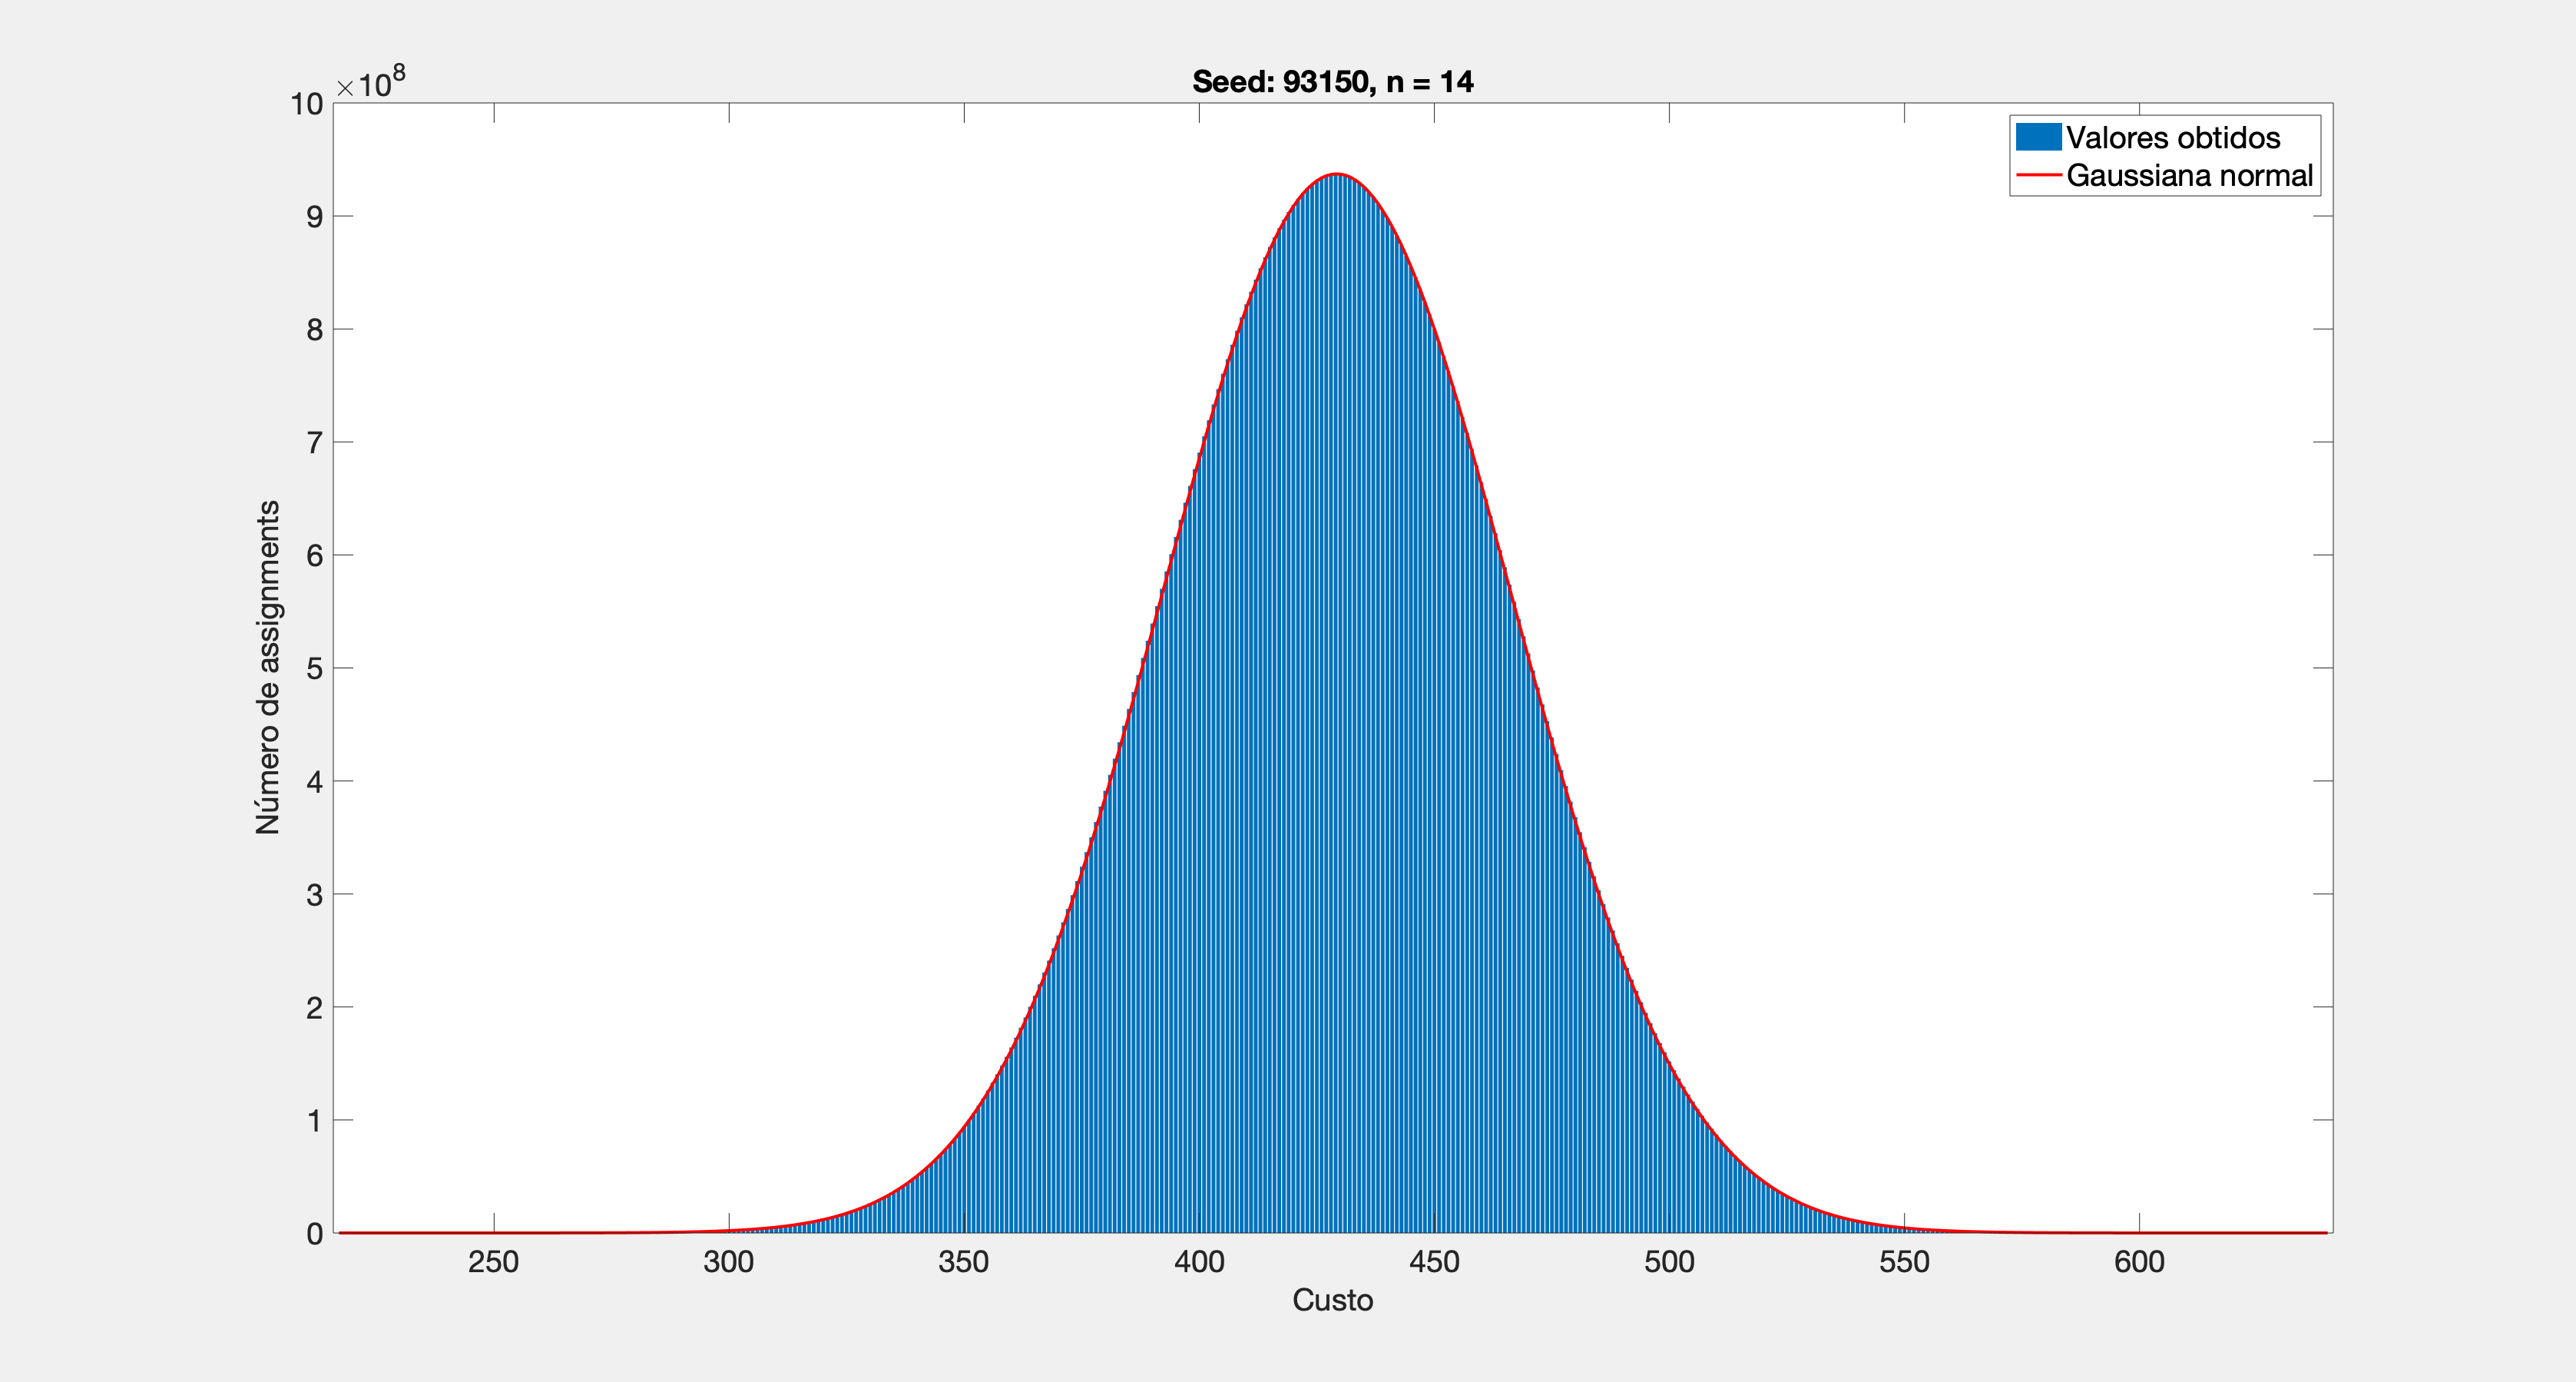 Seed: 93150, n = 14
×10^8
10
9
8
7
6
5
4
3
2
1
0
Número de assignments
250 300 350 400 450 500 550 600
Custo
Valores obtidos
Gaussiana normal